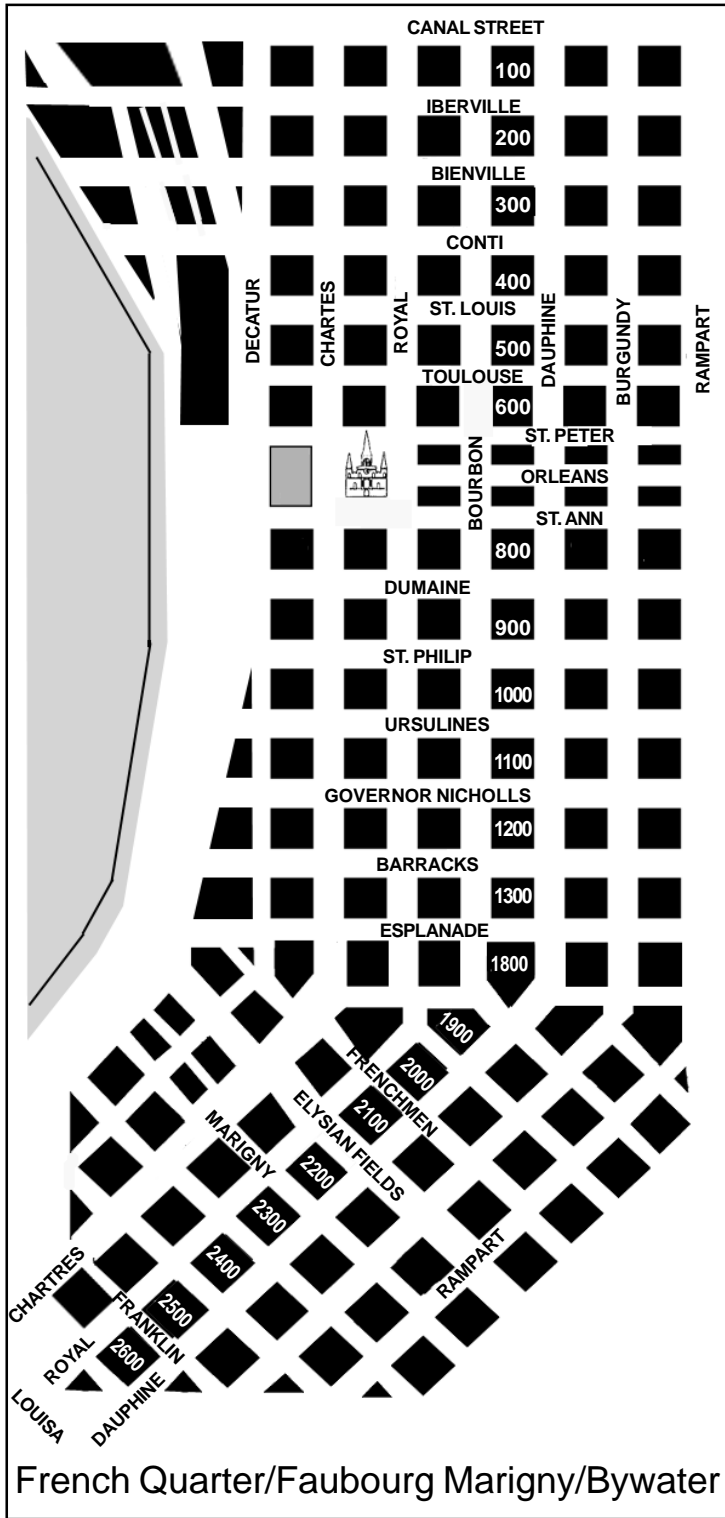 CANAL STREET
100
IBERVILLE
200
BIENVILLE
300
CONTI
400
DECATUR
CHARTES
ROYAL
ST. LOUIS
DAUPHINE
BURGUNDY
RAMPART
500
TOULOUSE
600
ST. PETER
BOURBON
ORLEANS
ST. ANN
800
DUMAINE
900
ST. PHILIP
1000
URSULINES
1100
GOVERNOR NICHOLLS
1200
BARRACKS
1300
ESPLANADE
1800
1900
FRENCHMEN
2000
2100
ELYSIAN FIELDS
MARIGNY
2200
2300
2400
RAMPART
CHARTRES
2500
FRANKLIN
2600
ROYAL
DAUPHINE
LOUISA
French Quarter/Faubourg Marigny/Bywater